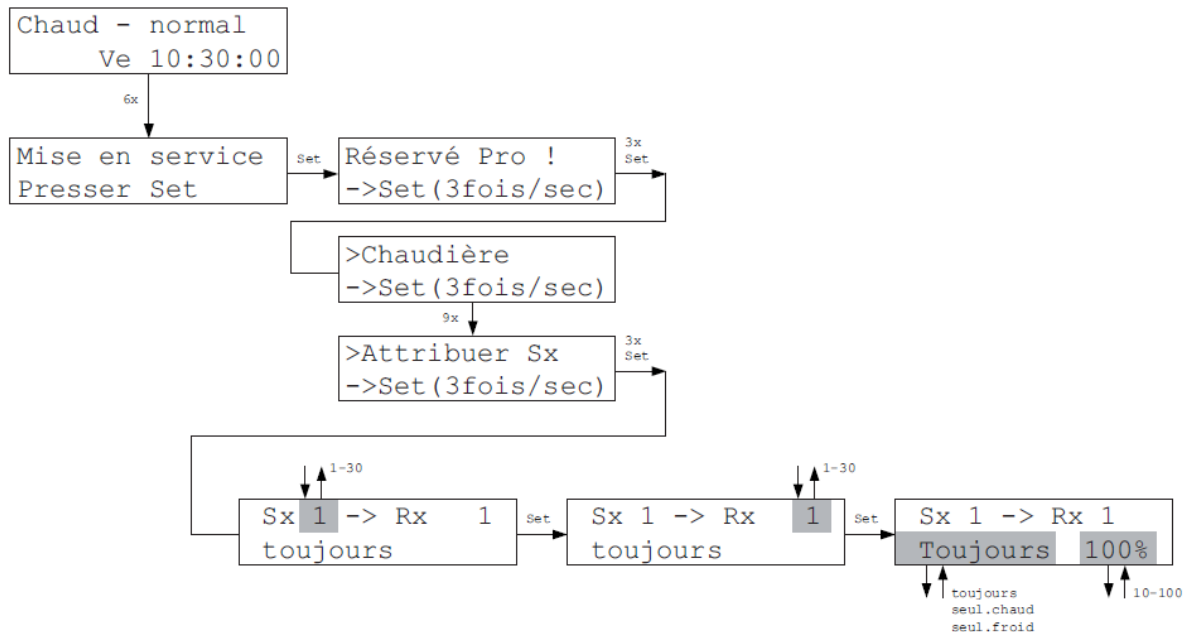 Chaud - normal
Ve 10:30:00
6x
Mise en service
Presser Set
Set
Réservé Pro !
->Set(3fois/sec)
3x
Set
>Chaudière
->Set(3fois/sec)
9x
>Attribuer Sx
->Set(3fois/sec)
3x
Set
1-30
Sx 1 -> Rx 1
toujours
Set
1-30
Sx 1 -> Rx 1
toujours
Set
Sx 1 -> Rx 1
Toujours 100%
toujours
seul.chaud
seul.froid
10-100